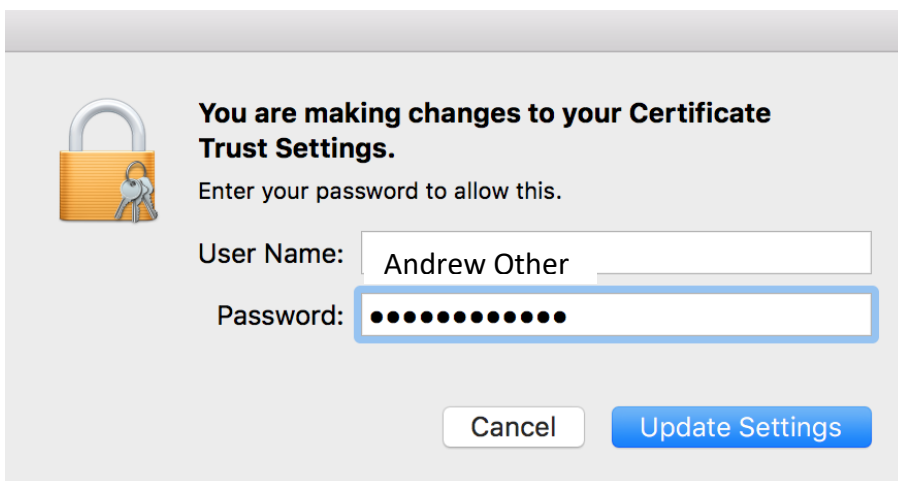 You are making changes to your Certificate
Trust Settings.
Enter your password to allow this.
User Name: Andrew Other
Password: ●●●●●●●●●●●●
Cancel Update Settings